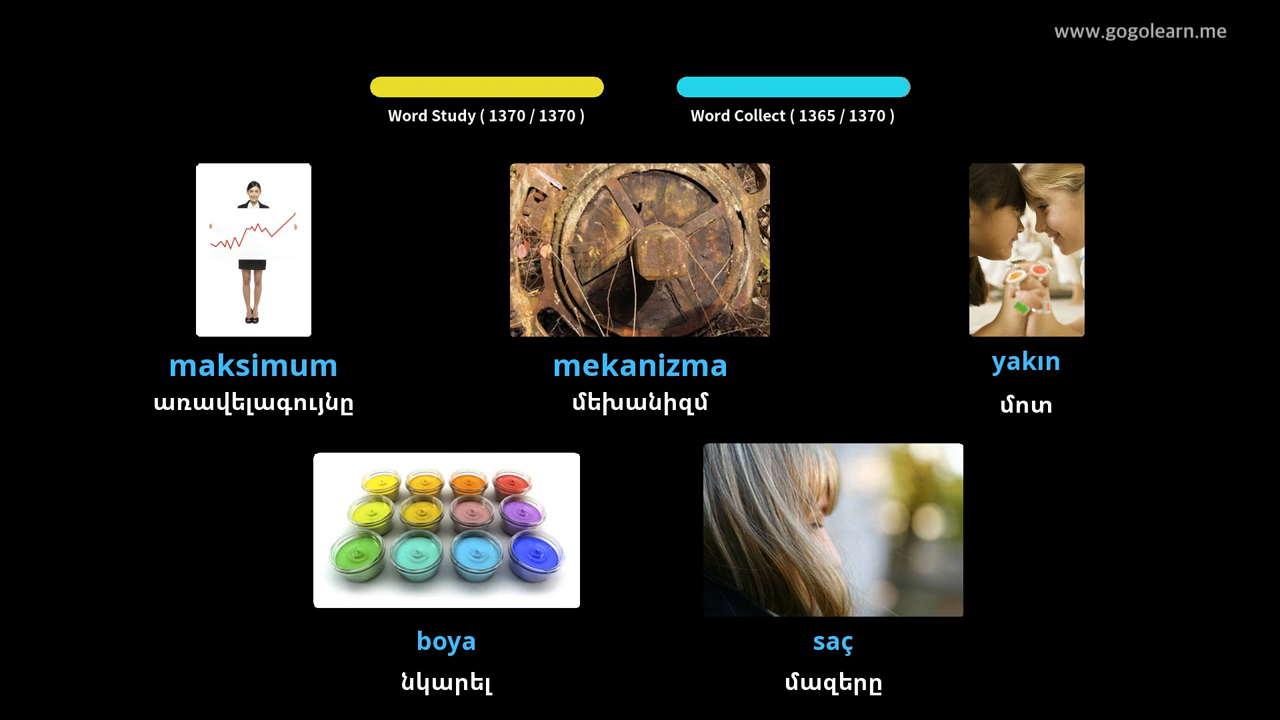 www.gogolearn.me
Word Study ( 1370 / 1370 )
Word Collect ( 1365 / 1370 )
maksimum
առավելագույնը
mekanizma
մեխանիզմ
yakın
մոտ
boya
նկարել
saç
մազերը